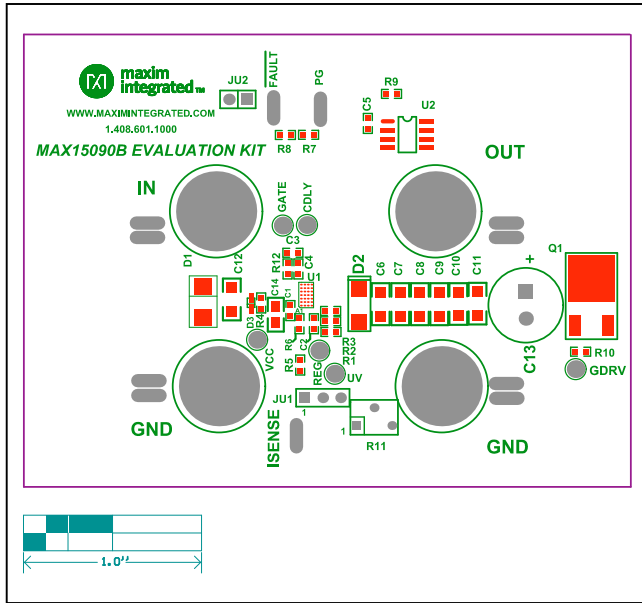 maxim
integrated™
WWW.MAXIMINTEGRATED.COM
1.408.601.1000
MAX15090B EVALUATION KIT
JU2
FAULT
PG
R8
R7
R9
C5
U2
IN
OUT
GATE
CDLY
D1
C12
C3
R12
C4
U1
C14
C1
D3
R4
VCC
R6
C2
R5
R3
R2
R1
REG
UV
D2
C6
C7
C8
C9
C10
C11
+
C13
Q1
R10
GDRV
JU1
1
1
R11
GND
ISENSE
GND
1.0''